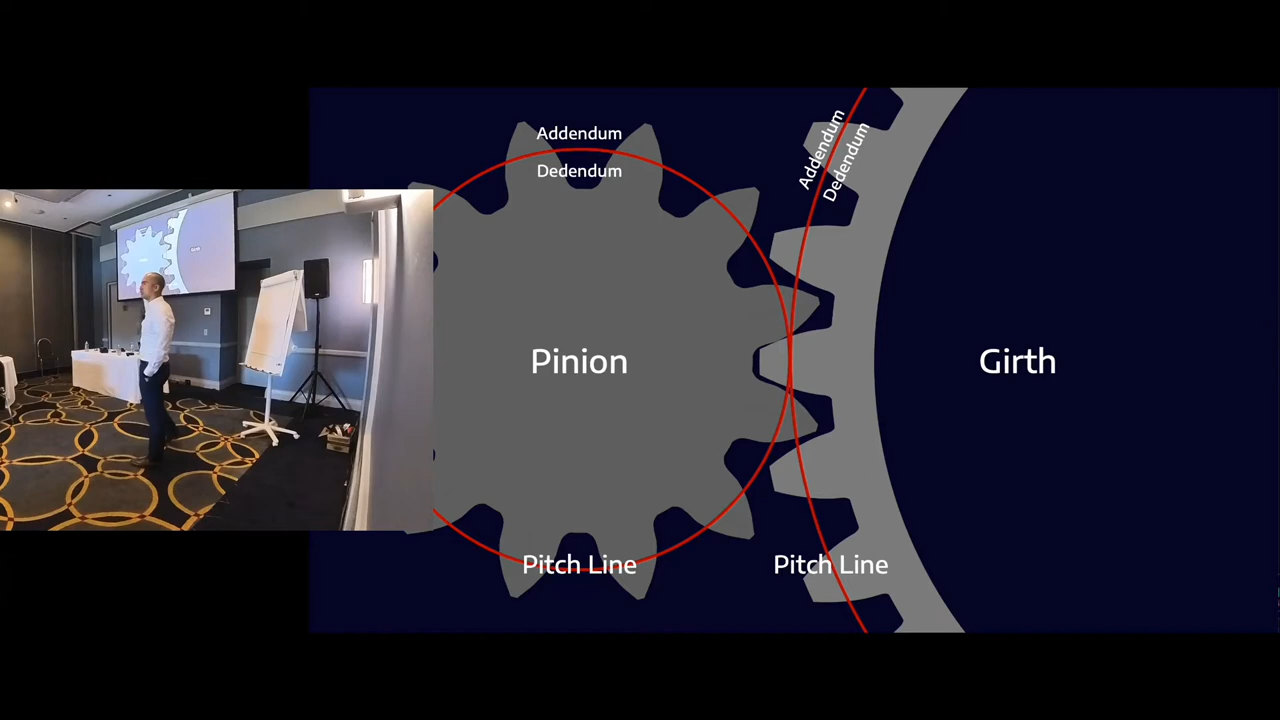 Addendum
Dedendum
Addendum
Dedendum
Pinion
Girth
Pitch Line
Pitch Line